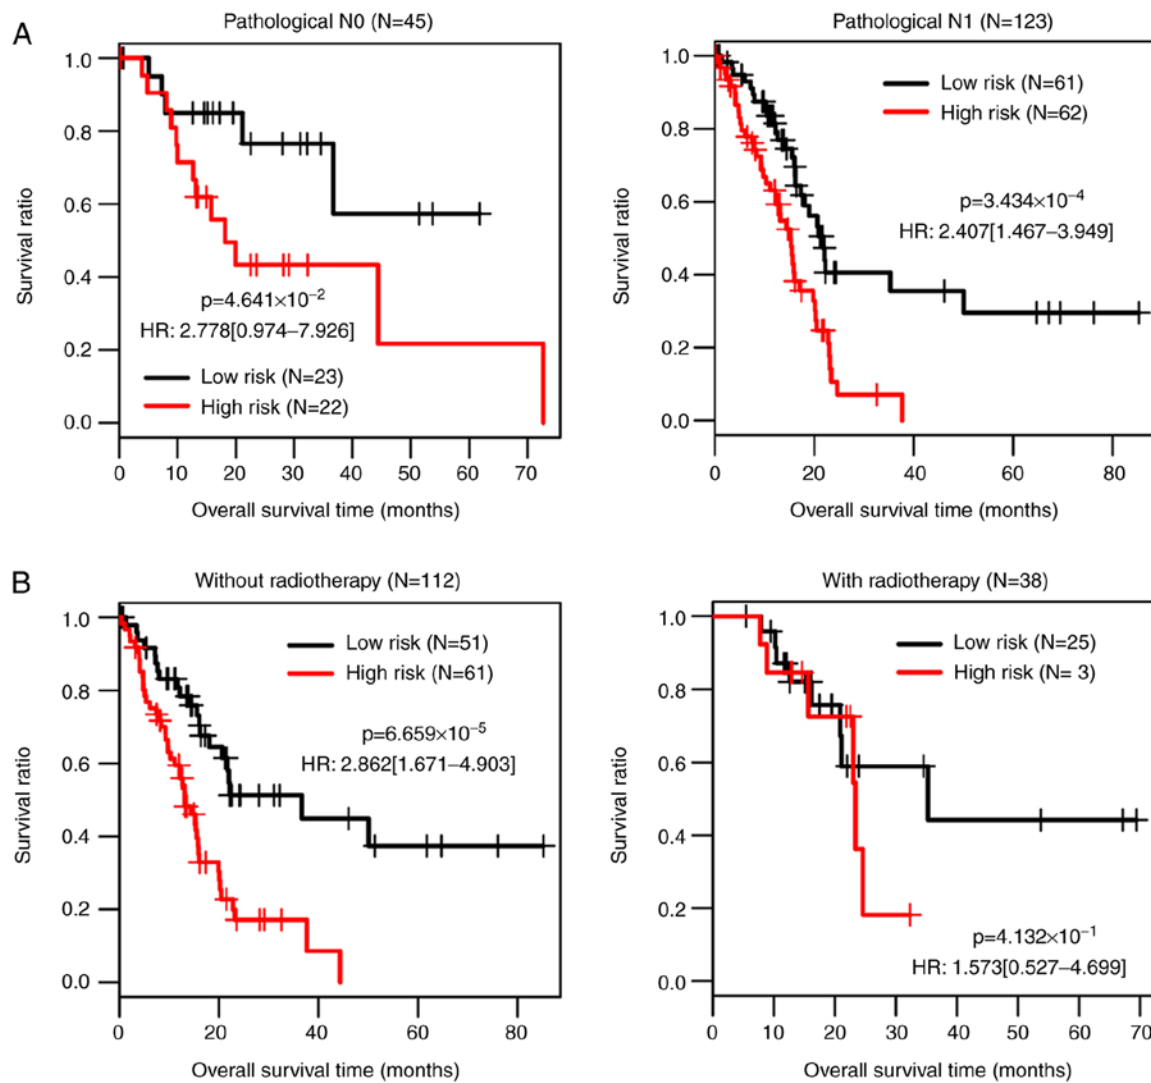 A
Pathological N0 (N=45)
1.0
0.8
0.6
0.4
0.2
0.0
Survival ratio
p=4.641×10−2
HR: 2.778[0.974–7.926]
Low risk (N=23)
High risk (N=22)
0 10 20 30 40 50 60 70
Overall survival time (months)
Pathological N1 (N=123)
1.0
0.8
0.6
0.4
0.2
0.0
Survival ratio
Low risk (N=61)
High risk (N=62)
p=3.434×10−4
HR: 2.407[1.467–3.949]
0 20 40 60 80
Overall survival time (months)
B
Without radiotherapy (N=112)
1.0
0.8
0.6
0.4
0.2
0.0
Survival ratio
Low risk (N=51)
High risk (N=61)
p=6.659×10−5
HR: 2.862[1.671–4.903]
0 20 40 60 80
Overall survival time (months)
With radiotherapy (N=38)
1.0
0.8
0.6
0.4
0.2
0.0
Survival ratio
Low risk (N=25)
High risk (N= 3)
p=4.132×10−1
HR: 1.573[0.527–4.699]
0 10 20 30 40 50 60 70
Overall survival time (months)